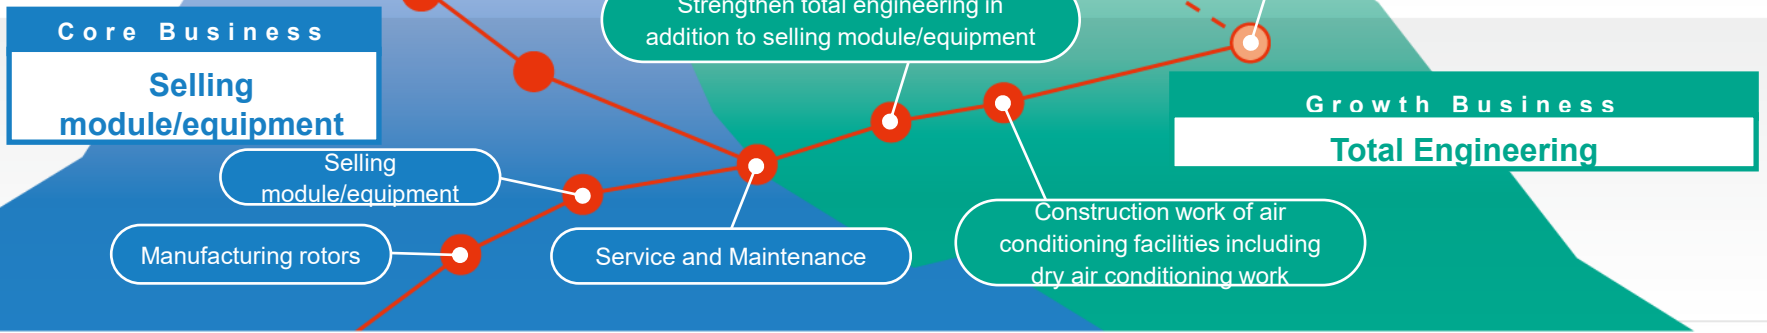 Core Business
Selling
module/equipment
Strengthen total engineering in
addition to selling module/equipment
Growth Business
Total Engineering
Selling
module/equipment
Manufacturing rotors
Service and Maintenance
Construction work of air
conditioning facilities including
dry air conditioning work